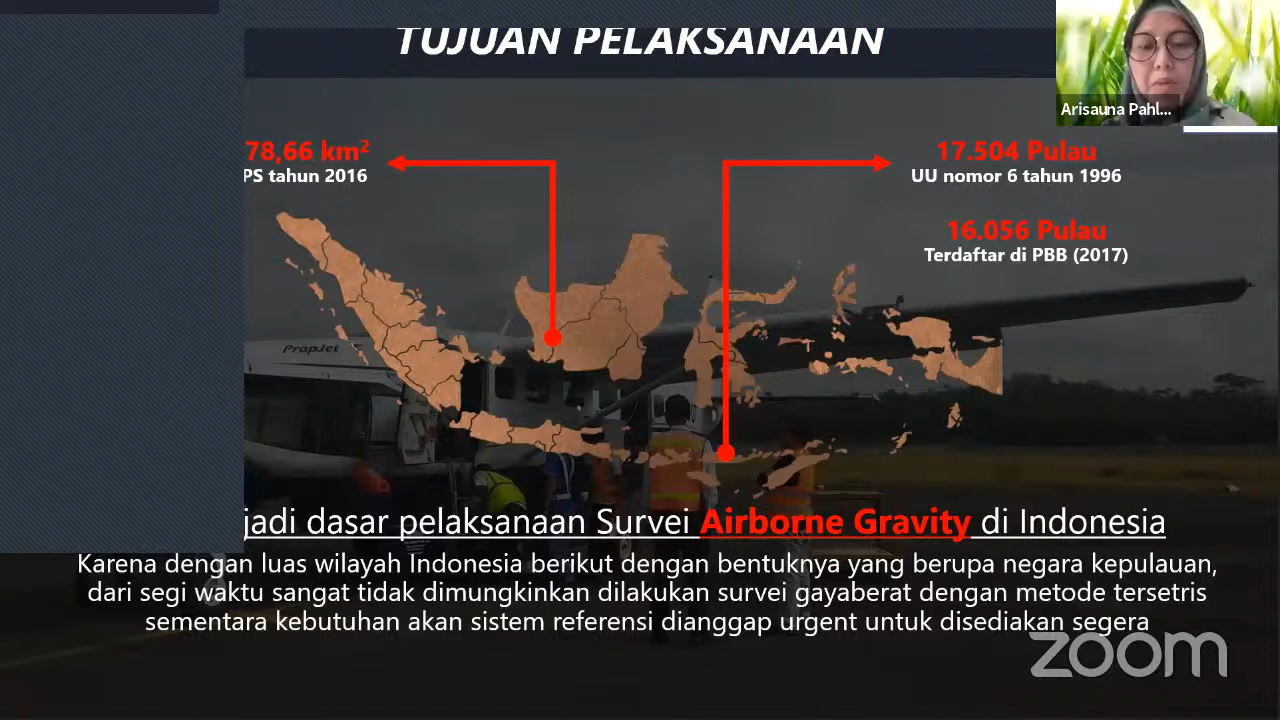 TUJUAN PELAKSANAAN
Arisauna Pahl...
78,66 km²
PS tahun 2016
17.504 Pulau
UU nomor 6 tahun 1996
16.056 Pulau
Terdaftar di PBB (2017)
PropJet
jadi dasar pelaksanaan Survei Airborne Gravity di Indonesia
Karena dengan luas wilayah Indonesia berikut dengan bentuknya yang berupa negara kepulauan,
dari segi waktu sangat tidak dimungkinkan dilakukan survei gayaberat dengan metode tersetris
sementara kebutuhan akan sistem referensi dianggap urgent untuk disediakan segera
zoom